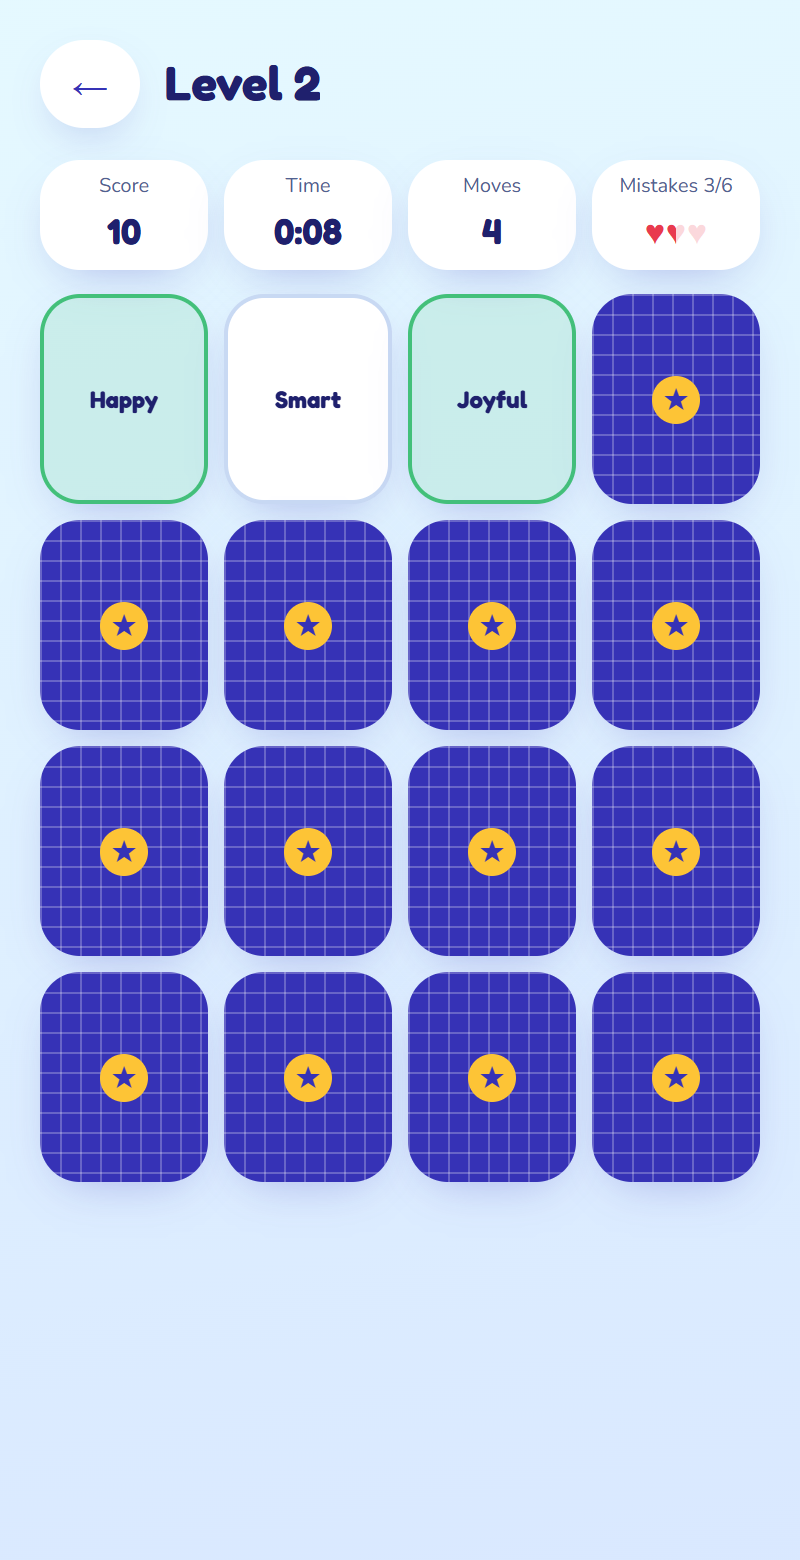 ← Level 2
Score
Time
Moves
Mistakes 3/6
10
0:08
4
Happy
Smart
Joyful